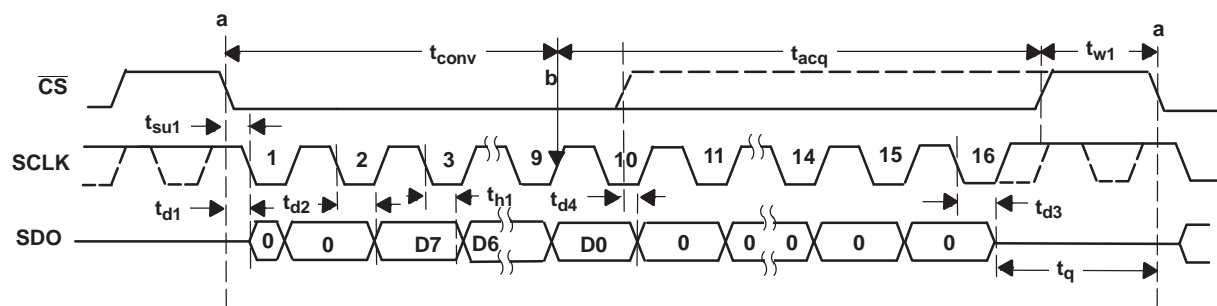 a a
t_conv t_acq t_w1
b
CS
t_su1
SCLK 1 2 3 9 10 11 14 15 16
t_d1 t_d2 t_h1 t_d4 t_d3
SDO 0 0 D7 D6 D0 0 0 0 0 0
t_q